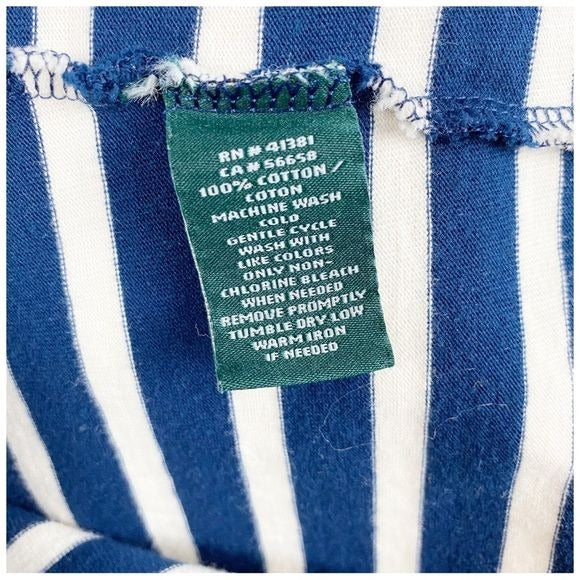 RN # 41381
CA # 56658
100% COTTON /
COTON
MACHINE WASH
COLD
GENTLE CYCLE
WASH WITH
LIKE COLORS
ONLY NON-
CHLORINE BLEACH
WHEN NEEDED
REMOVE PROMPTLY
TUMBLE DRY LOW
WARM IRON
IF NEEDED